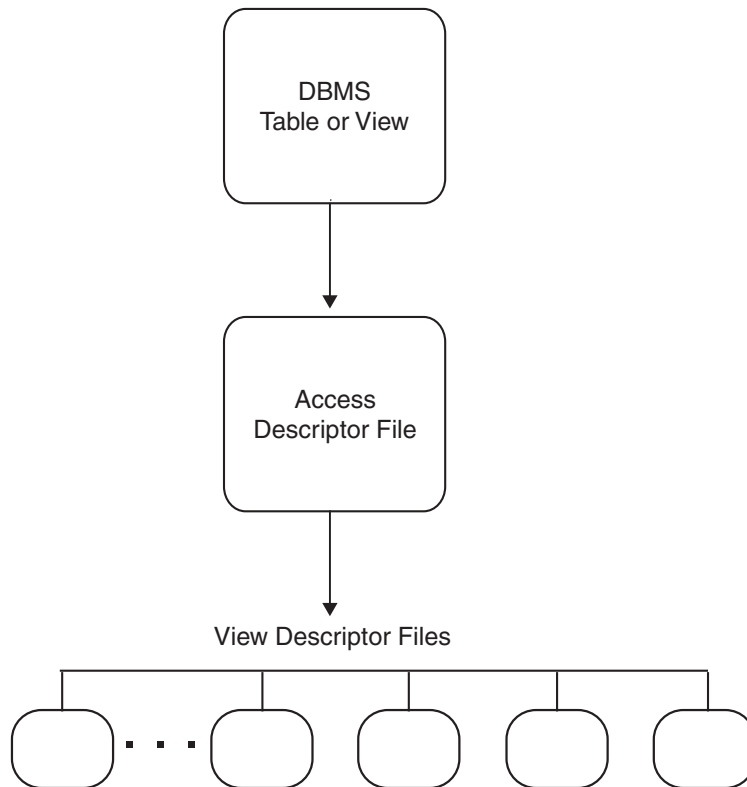 DBMS
Table or View
Access
Descriptor File
View Descriptor Files